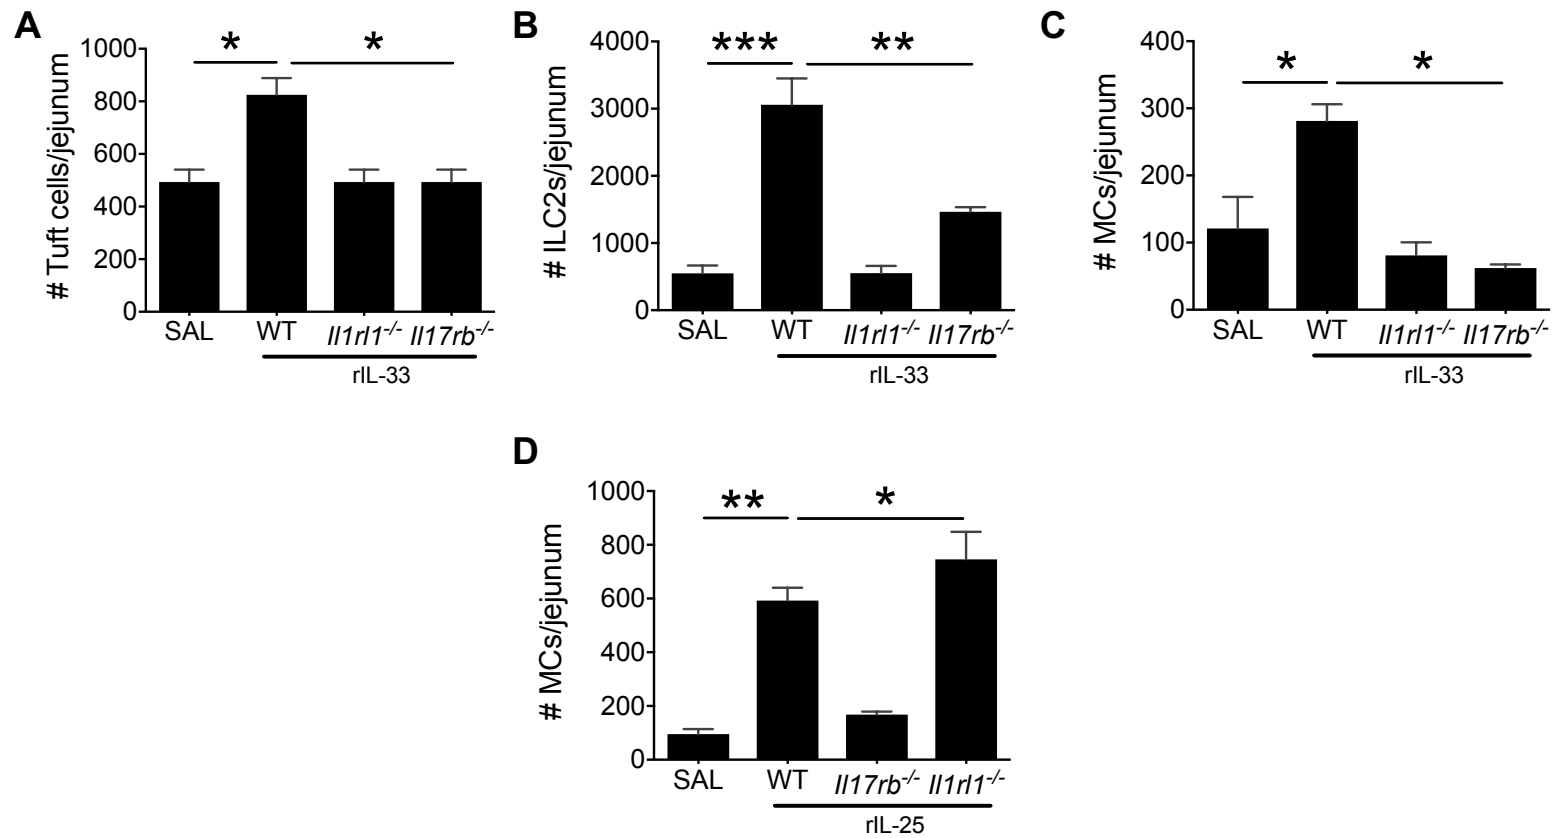 A
# Tuft cells/jejunum
1000
800
600
400
200
0
* *
SAL WT Il1rl1-/- Il17rb-/-
rIL-33
B
# ILC2s/jejunum
4000
3000
2000
1000
0
*** **
SAL WT Il1rl1-/- Il17rb-/-
rIL-33
C
# MCs/jejunum
400
300
200
100
0
* *
SAL WT Il1rl1-/- Il17rb-/-
rIL-33
D
# MCs/jejunum
1000
800
600
400
200
0
** *
SAL WT Il17rb-/- Il1rl1-/-
rIL-25